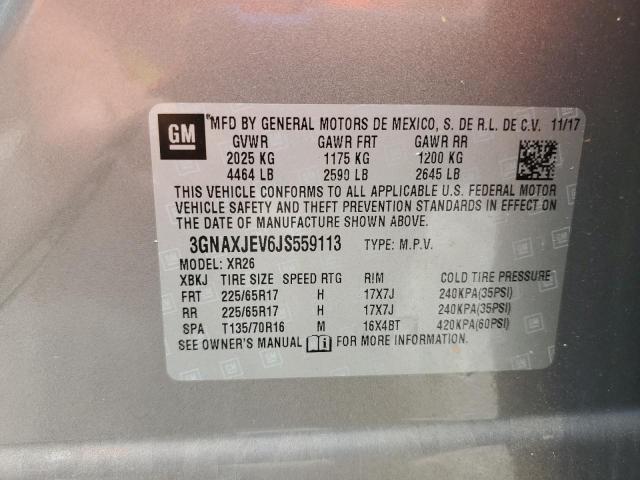 GM MFD BY GENERAL MOTORS DE MEXICO, S. DE R.L. DE C.V. 11/17
GVWR GAWR FRT GAWR RR
2025 KG 1175 KG 1200 KG
4464 LB 2590 LB 2645 LB
THIS VEHICLE CONFORMS TO ALL APPLICABLE U.S. FEDERAL MOTOR
VEHICLE SAFETY AND THEFT PREVENTION STANDARDS IN EFFECT ON
THE DATE OF MANUFACTURE SHOWN ABOVE.
3GNAXJEV6JS559113 TYPE: M.P.V.
MODEL: XR26
XBKJ TIRE SIZE SPEED RTG RIM COLD TIRE PRESSURE
FRT 225/65R17 H 17X7J 240KPA(35PSI)
RR 225/65R17 H 17X7J 240KPA(35PSI)
SPA T135/70R16 M 16X4BT 420KPA(60PSI)
SEE OWNER'S MANUAL FOR MORE INFORMATION.